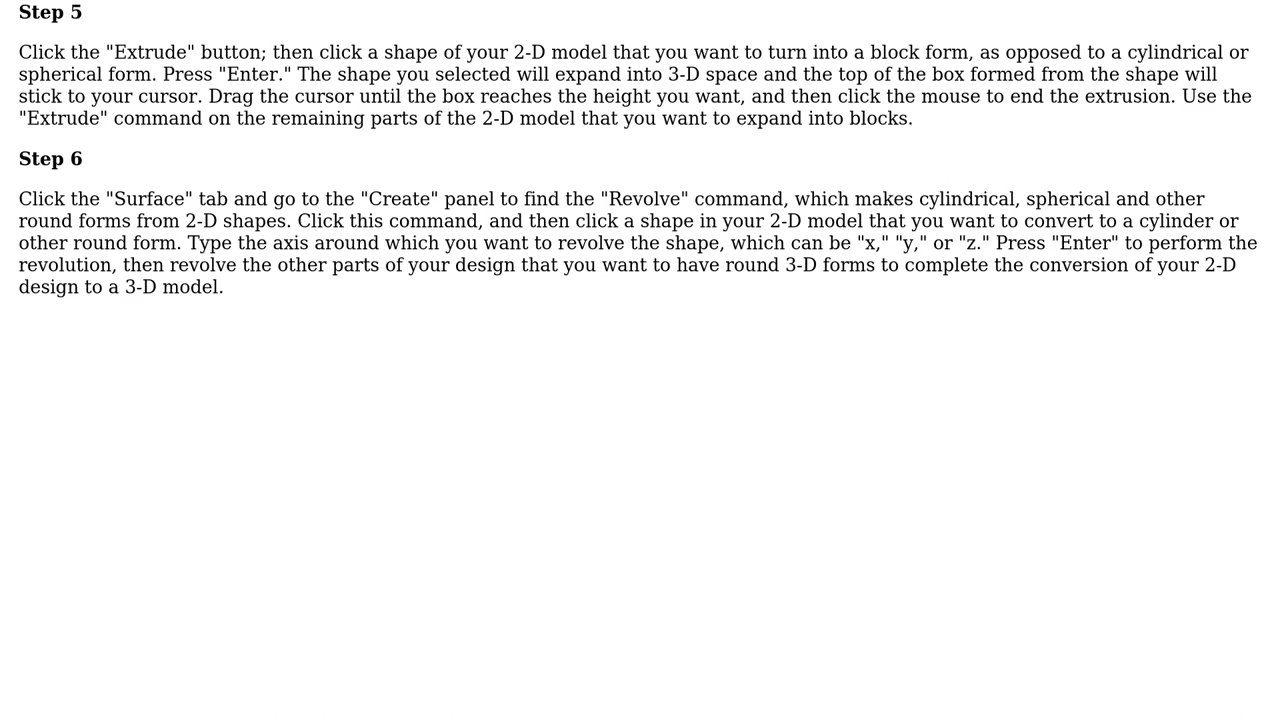 Step 5
Click the "Extrude" button; then click a shape of your 2-D model that you want to turn into a block form, as opposed to a cylindrical or
spherical form. Press "Enter." The shape you selected will expand into 3-D space and the top of the box formed from the shape will
stick to your cursor. Drag the cursor until the box reaches the height you want, and then click the mouse to end the extrusion. Use the
"Extrude" command on the remaining parts of the 2-D model that you want to expand into blocks.
Step 6
Click the "Surface" tab and go to the "Create" panel to find the "Revolve" command, which makes cylindrical, spherical and other
round forms from 2-D shapes. Click this command, and then click a shape in your 2-D model that you want to convert to a cylinder or
other round form. Type the axis around which you want to revolve the shape, which can be "x," "y," or "z." Press "Enter" to perform the
revolution, then revolve the other parts of your design that you want to have round 3-D forms to complete the conversion of your 2-D
design to a 3-D model.